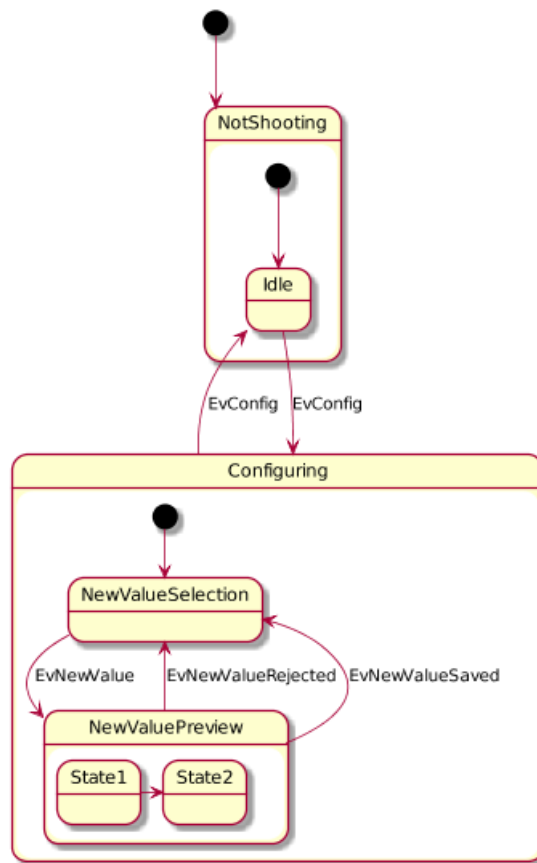 NotShooting
Idle
EvConfig
EvConfig
Configuring
NewValueSelection
EvNewValue
EvNewValueRejected
EvNewValueSaved
NewValuePreview
State1
State2